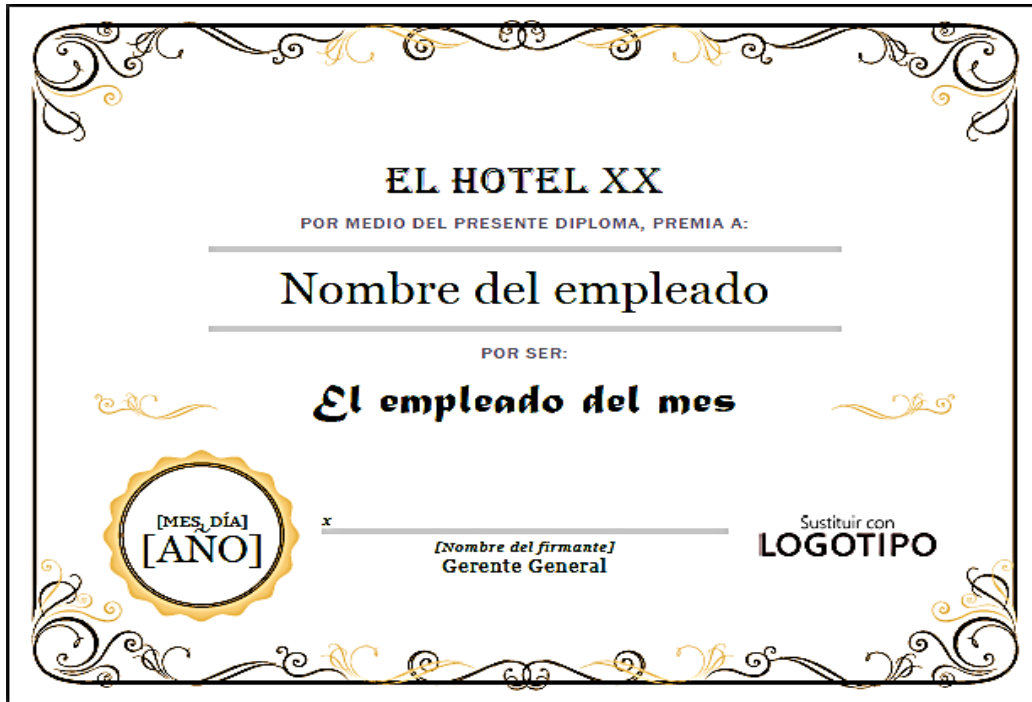 EL HOTEL XX
POR MEDIO DEL PRESENTE DIPLOMA, PREMIA A:
Nombre del empleado
POR SER:
El empleado del mes
[MES, DÍA]
[AÑO]
x
[Nombre del firmante]
Gerente General
Sustituir con
LOGOTIPO